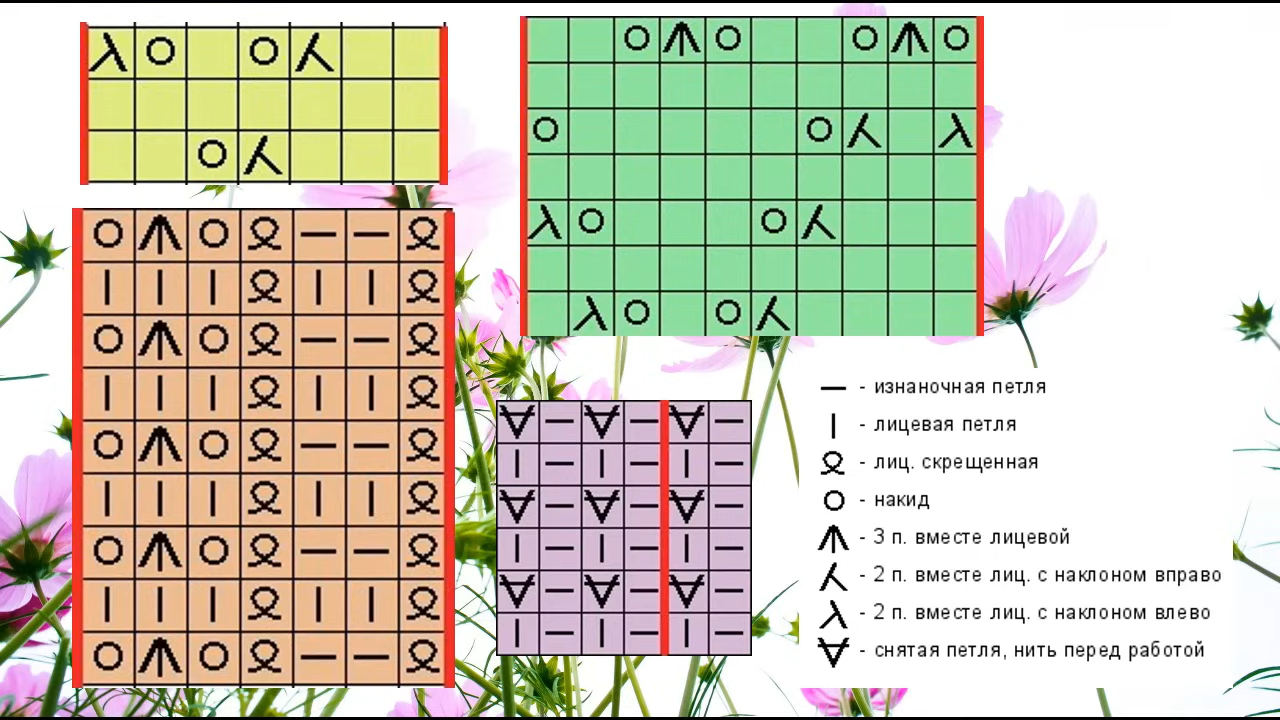 - изнаночная петля
- лицевая петля
- лиц. скрещенная
- накид
- 3 п. вместе лицевой
- 2 п. вместе лиц. с наклоном вправо
- 2 п. вместе лиц. с наклоном влево
- снятая петля, нить перед работой